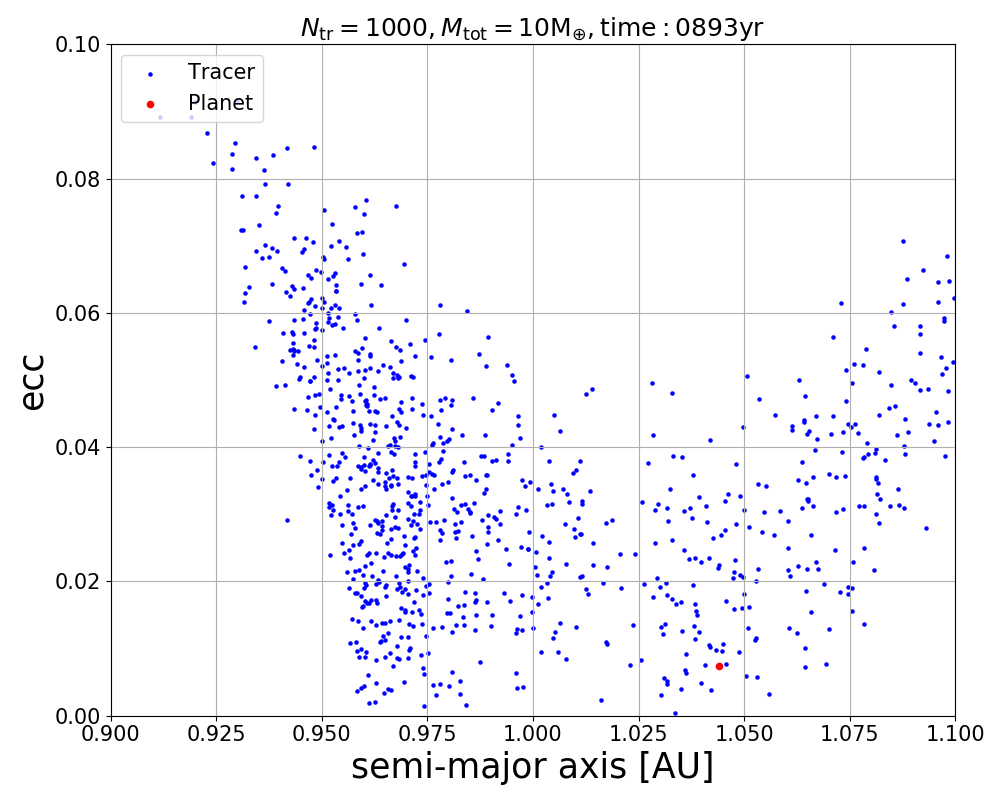 N_tr = 1000, M_tot = 10M_⊕, time : 0893yr
0.10
Tracer
Planet
0.08
0.06
ecc
0.04
0.02
0.00
0.900 0.925 0.950 0.975 1.000 1.025 1.050 1.075 1.100
semi-major axis [AU]